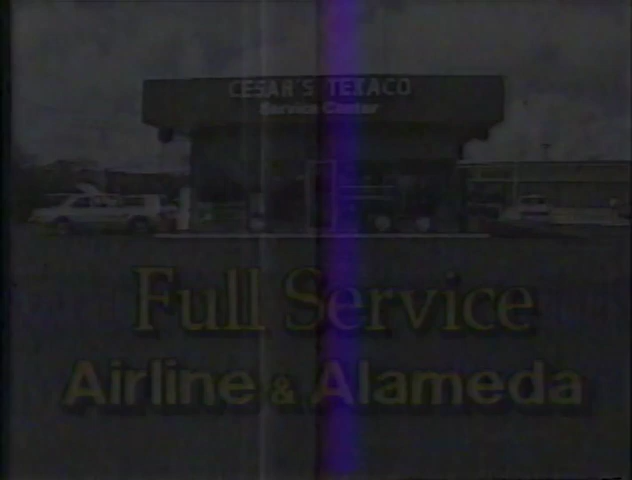 CESAR'S TEXACO
Service Center
Full Service
Airline & Alameda